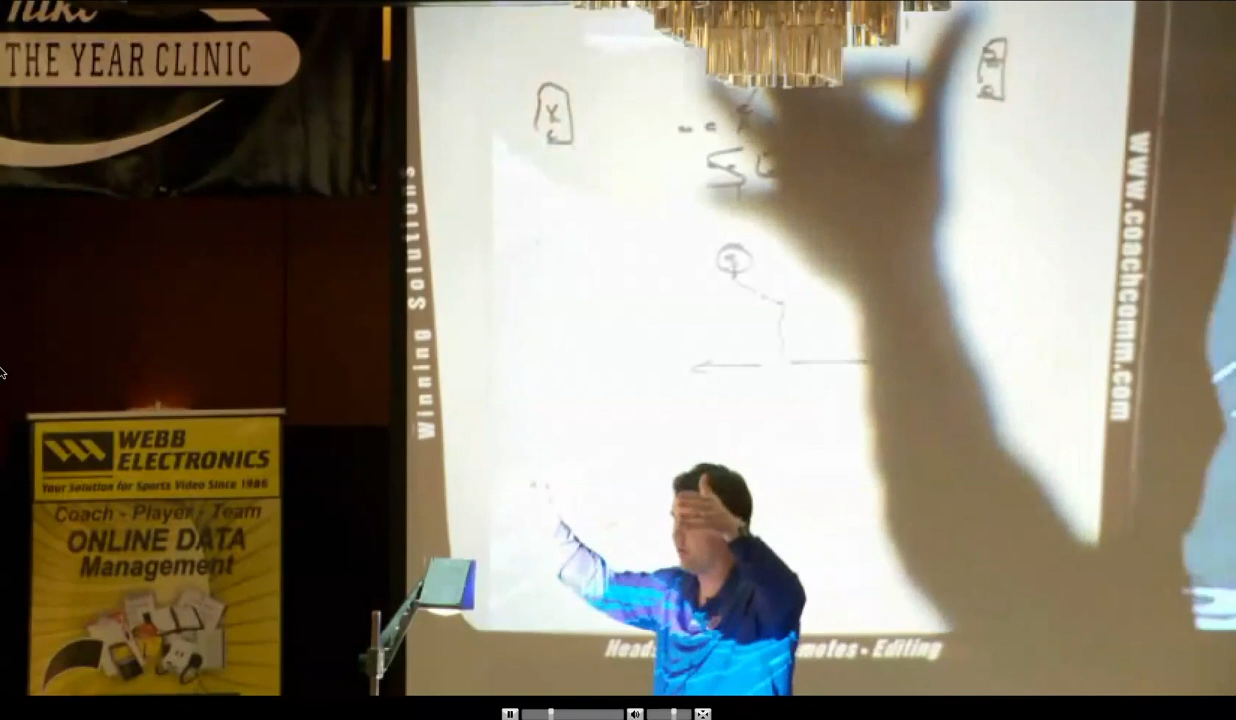 nike
THE YEAR CLINIC
Winning Solutions
www.coachcomm.com
WEBB
ELECTRONICS
Your Solution for Sports Video Since 1986
Coach - Player - Team
ONLINE DATA
Management
Editing